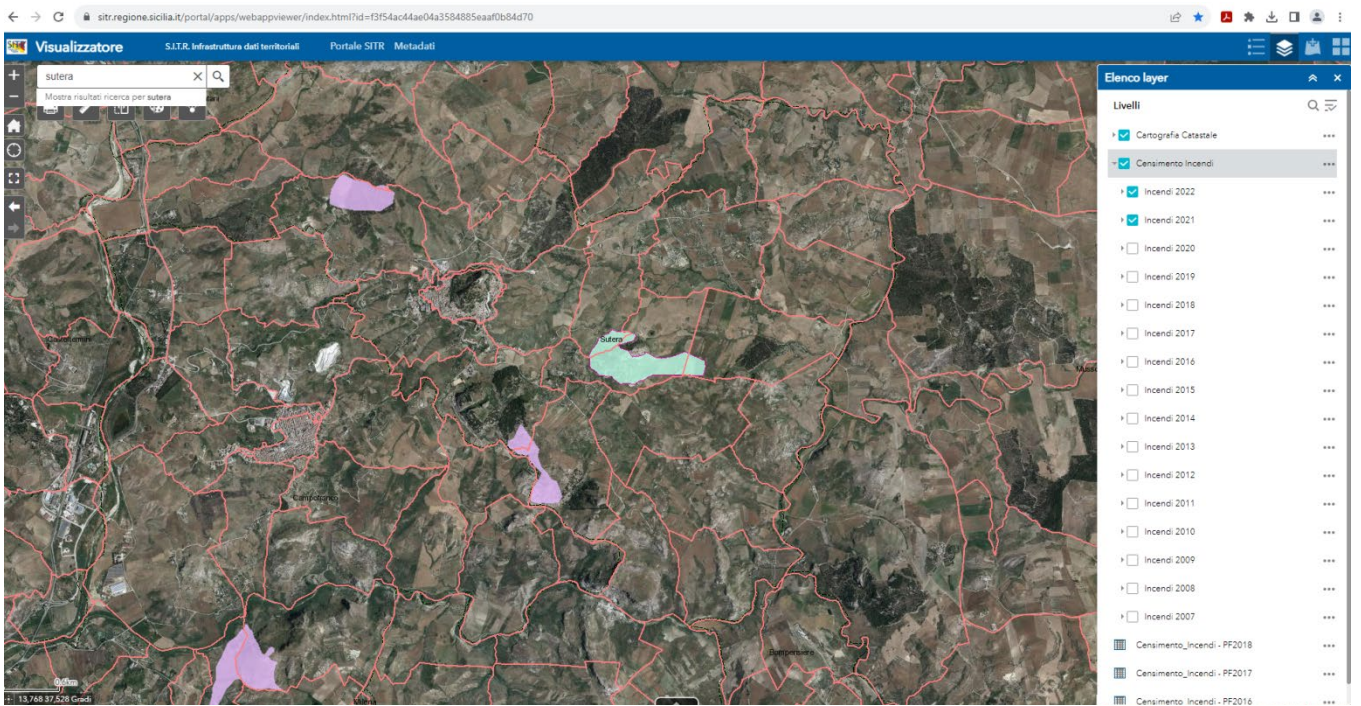 sitr.regione.sicilia.it/portal/apps/webappviewer/index.html?id=f3f54ac44ae04a3584885eaaf0b84d70
Visualizzatore S.I.T.R. Infrastruttura dati territoriali Portale SITR Metadati
sutera
Mostra risultati ricerca per sutera
Sutera
Campofranco
Bompensiere
Milena
0,6km
13,768 37,528 Gradi
Elenco layer
Livelli
Cartografia Catastale
Censimento Incendi
Incendi 2022
Incendi 2021
Incendi 2020
Incendi 2019
Incendi 2018
Incendi 2017
Incendi 2016
Incendi 2015
Incendi 2014
Incendi 2013
Incendi 2012
Incendi 2011
Incendi 2010
Incendi 2009
Incendi 2008
Incendi 2007
Censimento_Incendi - PF2018
Censimento_Incendi - PF2017
Censimento_Incendi - PF2016